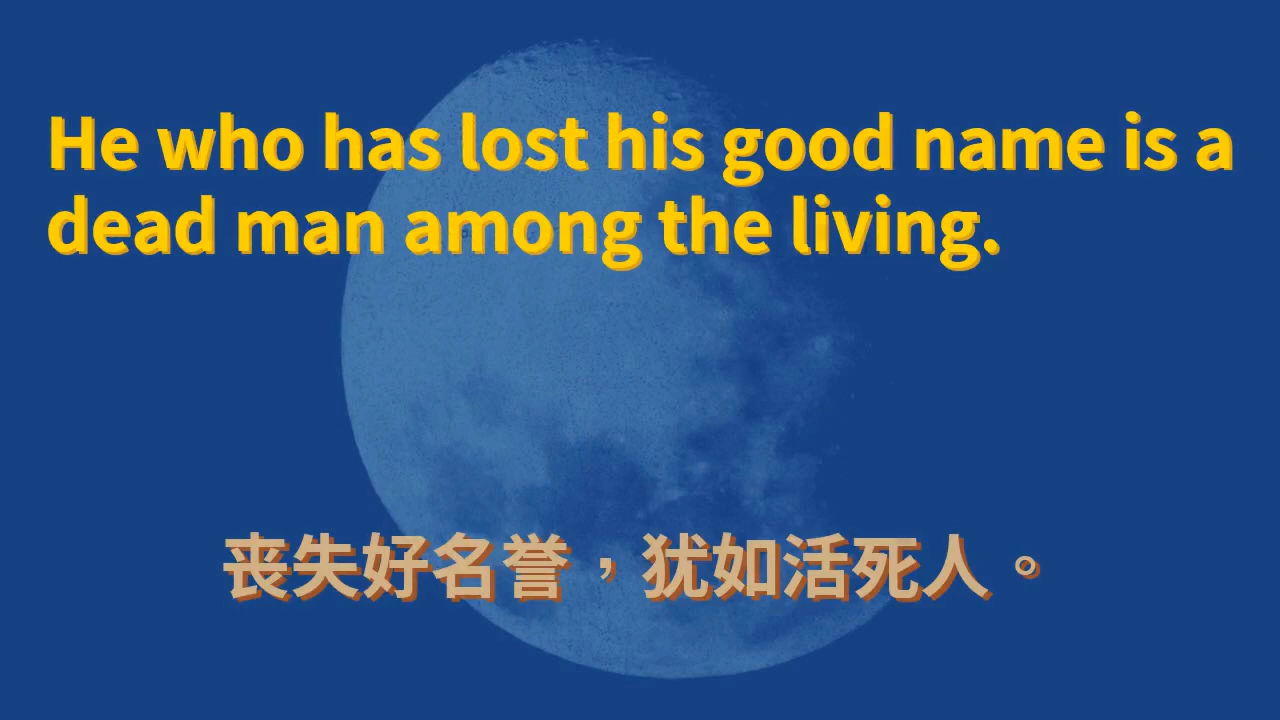 He who has lost his good name is a
dead man among the living.
丧失好名誉，犹如活死人。